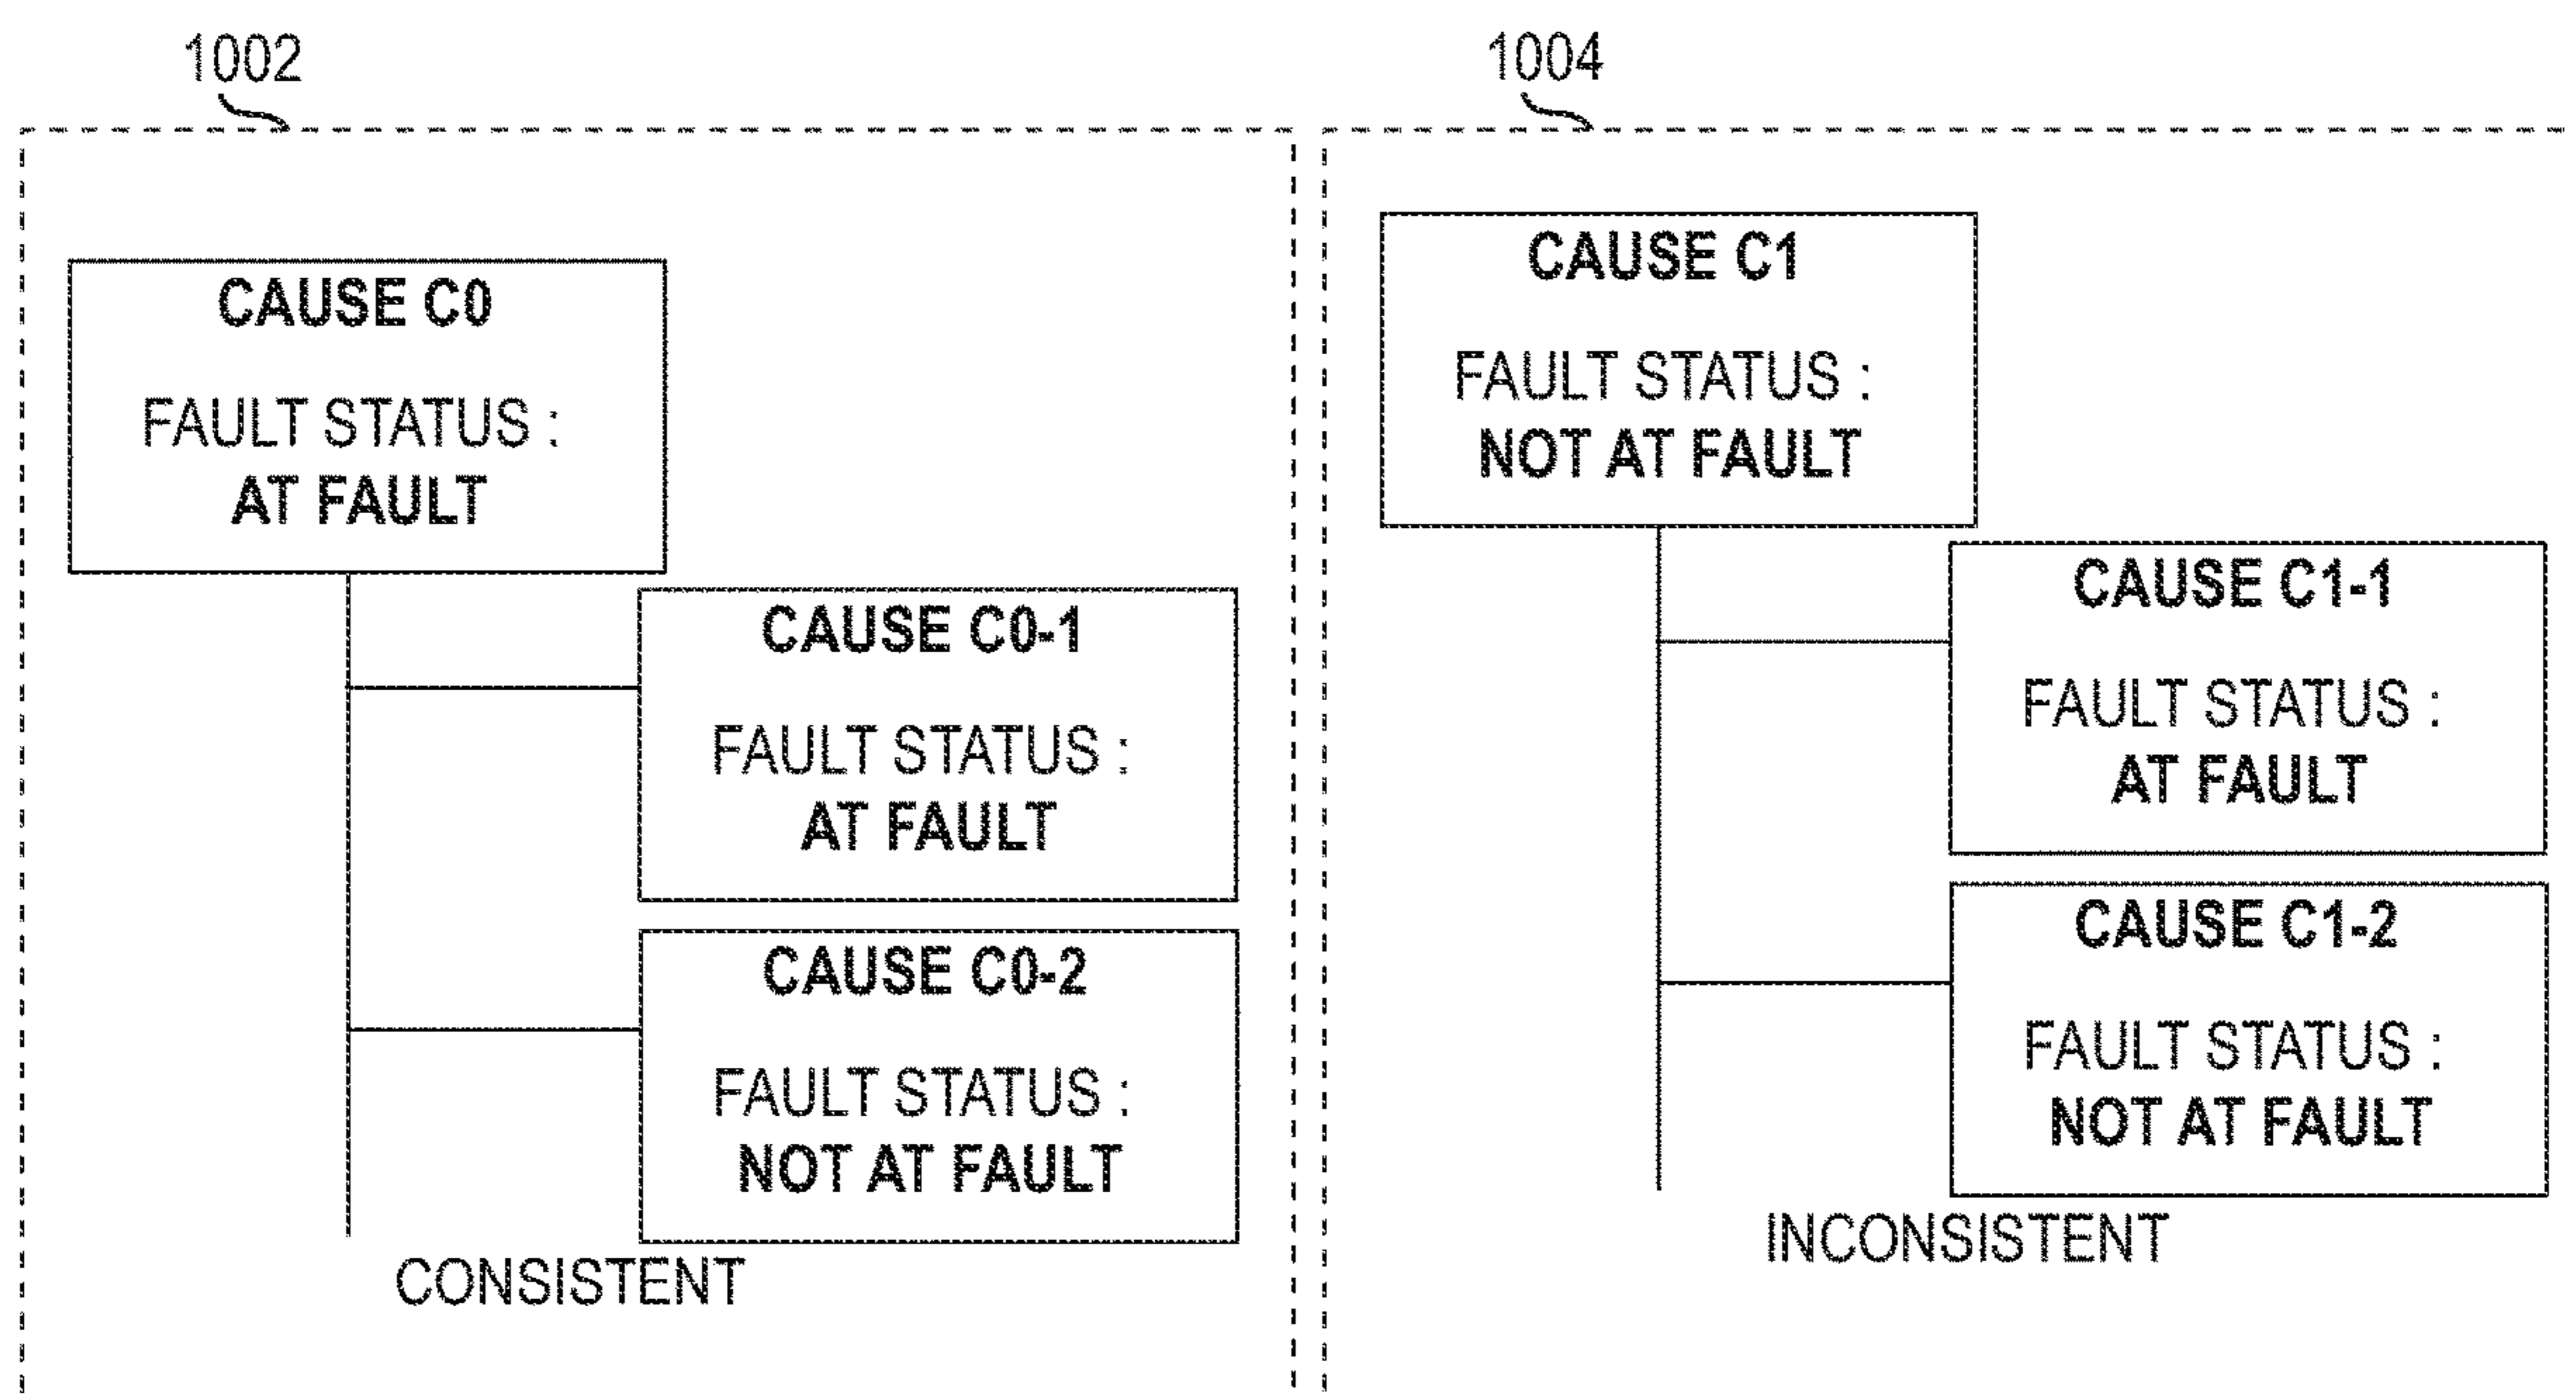 1002
CAUSE C0
FAULT STATUS :
AT FAULT
CAUSE C0-1
FAULT STATUS :
AT FAULT
CAUSE C0-2
FAULT STATUS :
NOT AT FAULT
CONSISTENT
1004
CAUSE C1
FAULT STATUS :
NOT AT FAULT
CAUSE C1-1
FAULT STATUS :
AT FAULT
CAUSE C1-2
FAULT STATUS :
NOT AT FAULT
INCONSISTENT